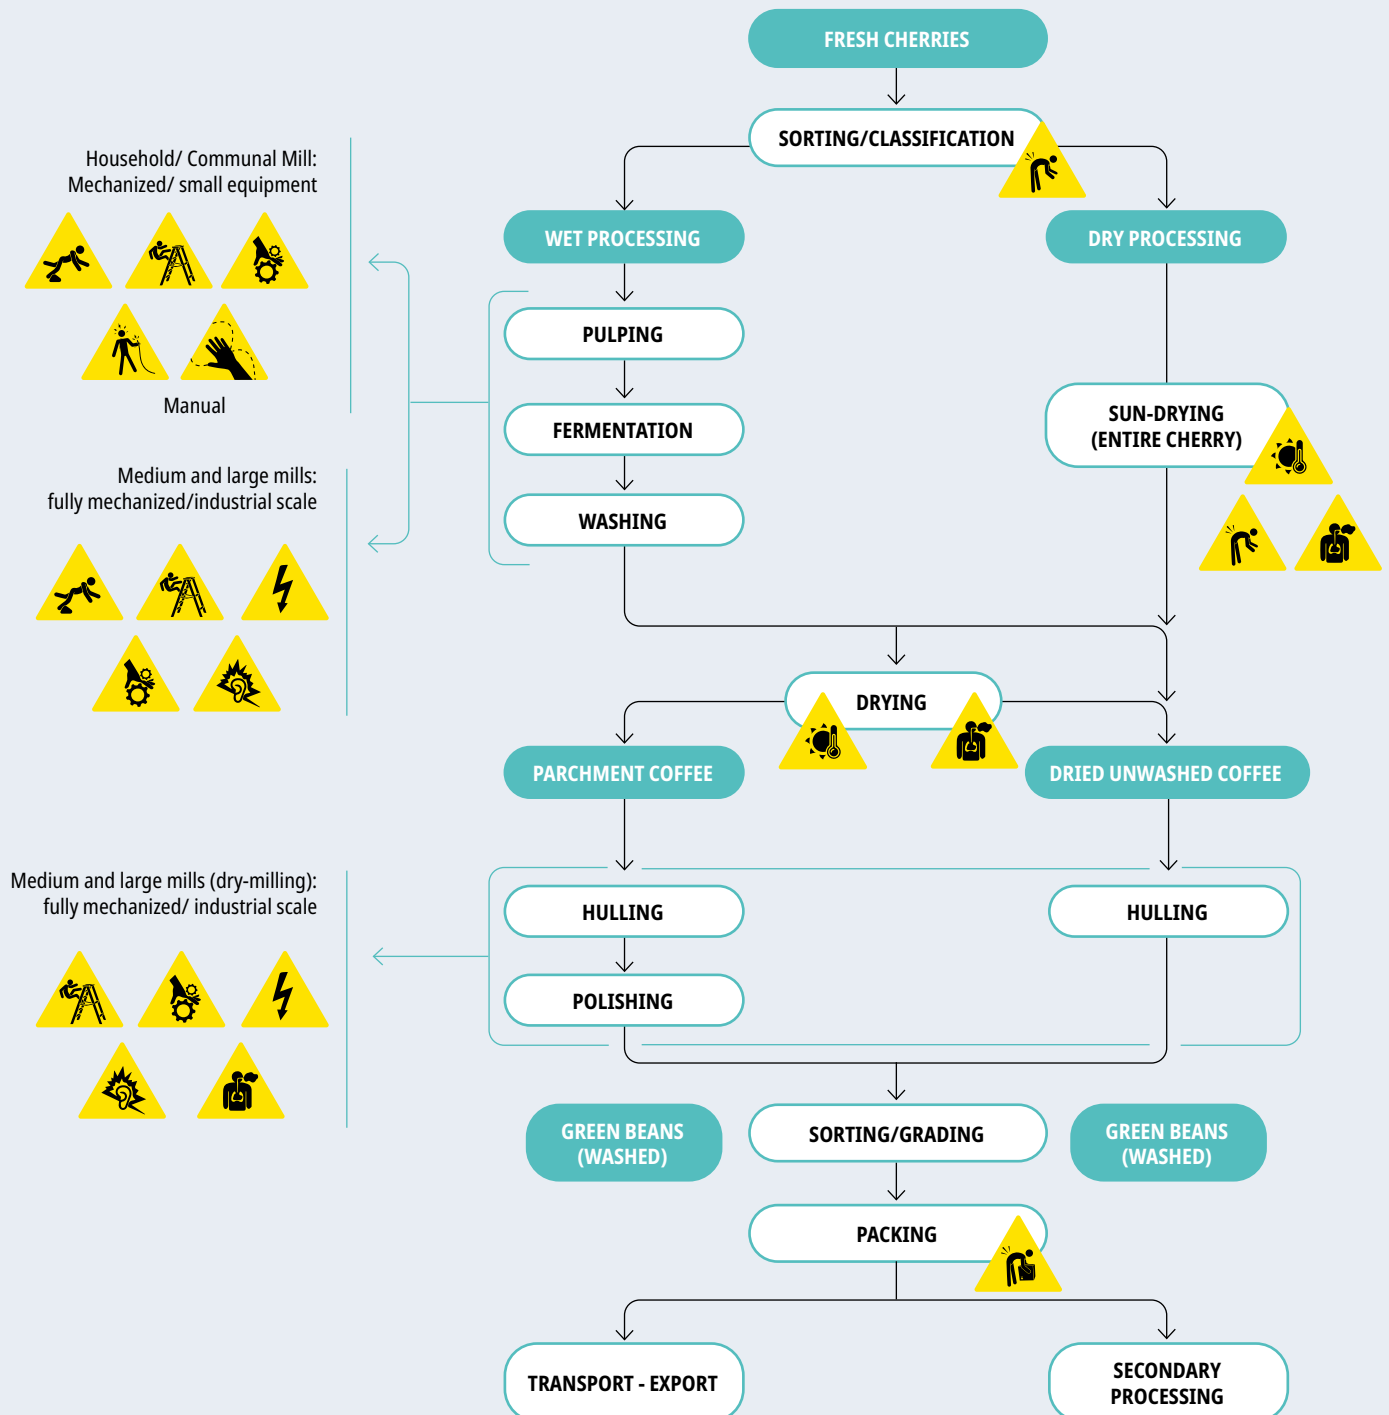 FRESH CHERRIES
SORTING/CLASSIFICATION
Household/ Communal Mill:
Mechanized/ small equipment
Manual
WET PROCESSING
DRY PROCESSING
PULPING
FERMENTATION
WASHING
SUN-DRYING
(ENTIRE CHERRY)
Medium and large mills:
fully mechanized/industrial scale
DRYING
PARCHMENT COFFEE
DRIED UNWASHED COFFEE
Medium and large mills (dry-milling):
fully mechanized/ industrial scale
HULLING
HULLING
POLISHING
GREEN BEANS
(WASHED)
SORTING/GRADING
GREEN BEANS
(WASHED)
PACKING
TRANSPORT - EXPORT
SECONDARY
PROCESSING